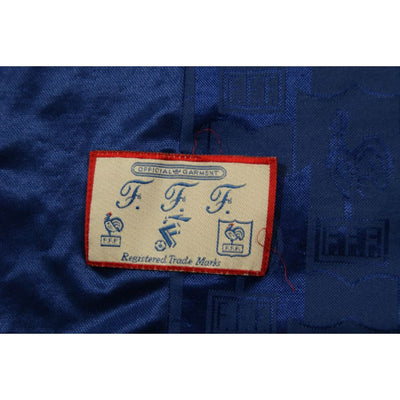 OFFICIAL GARMENT
F. F. F.
F.F.F. F.F.F.
Registered Trade Marks
F.F.F.